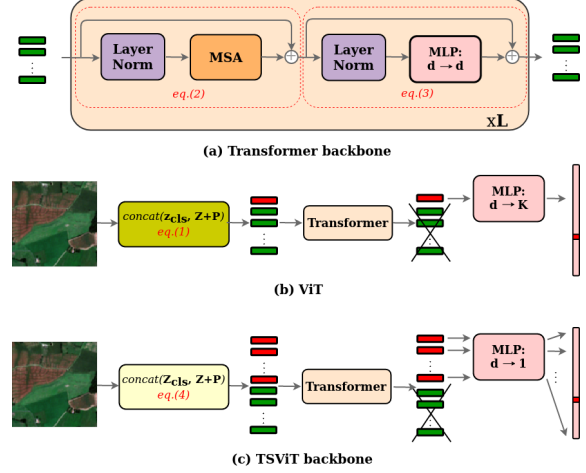 Layer
Norm
MSA
Layer
Norm
MLP:
d → d
eq.(2)
eq.(3)
xL
(a) Transformer backbone
concat(zcls, Z+P)
eq.(1)
Transformer
MLP:
d → K
(b) ViT
concat(Zcls, Z+P)
eq.(4)
Transformer
MLP:
d → 1
(c) TSViT backbone